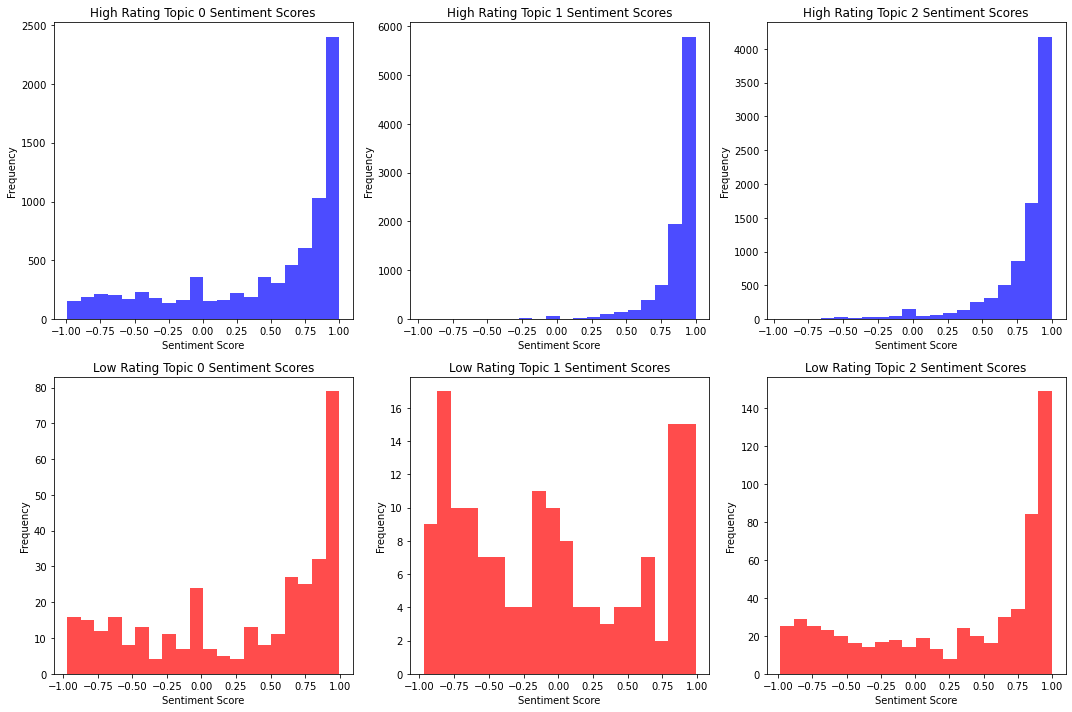 High Rating Topic 0 Sentiment Scores
2500
2000
1500
1000
500
0
Frequency
−1.00 −0.75 −0.50 −0.25 0.00 0.25 0.50 0.75 1.00
Sentiment Score
High Rating Topic 1 Sentiment Scores
6000
5000
4000
3000
2000
1000
0
Frequency
−1.00 −0.75 −0.50 −0.25 0.00 0.25 0.50 0.75 1.00
Sentiment Score
High Rating Topic 2 Sentiment Scores
4000
3500
3000
2500
2000
1500
1000
500
0
Frequency
−1.00 −0.75 −0.50 −0.25 0.00 0.25 0.50 0.75 1.00
Sentiment Score
Low Rating Topic 0 Sentiment Scores
80
70
60
50
40
30
20
10
0
Frequency
−1.00 −0.75 −0.50 −0.25 0.00 0.25 0.50 0.75 1.00
Sentiment Score
Low Rating Topic 1 Sentiment Scores
16
14
12
10
8
6
4
2
0
Frequency
−1.00 −0.75 −0.50 −0.25 0.00 0.25 0.50 0.75 1.00
Sentiment Score
Low Rating Topic 2 Sentiment Scores
140
120
100
80
60
40
20
0
Frequency
−1.00 −0.75 −0.50 −0.25 0.00 0.25 0.50 0.75 1.00
Sentiment Score